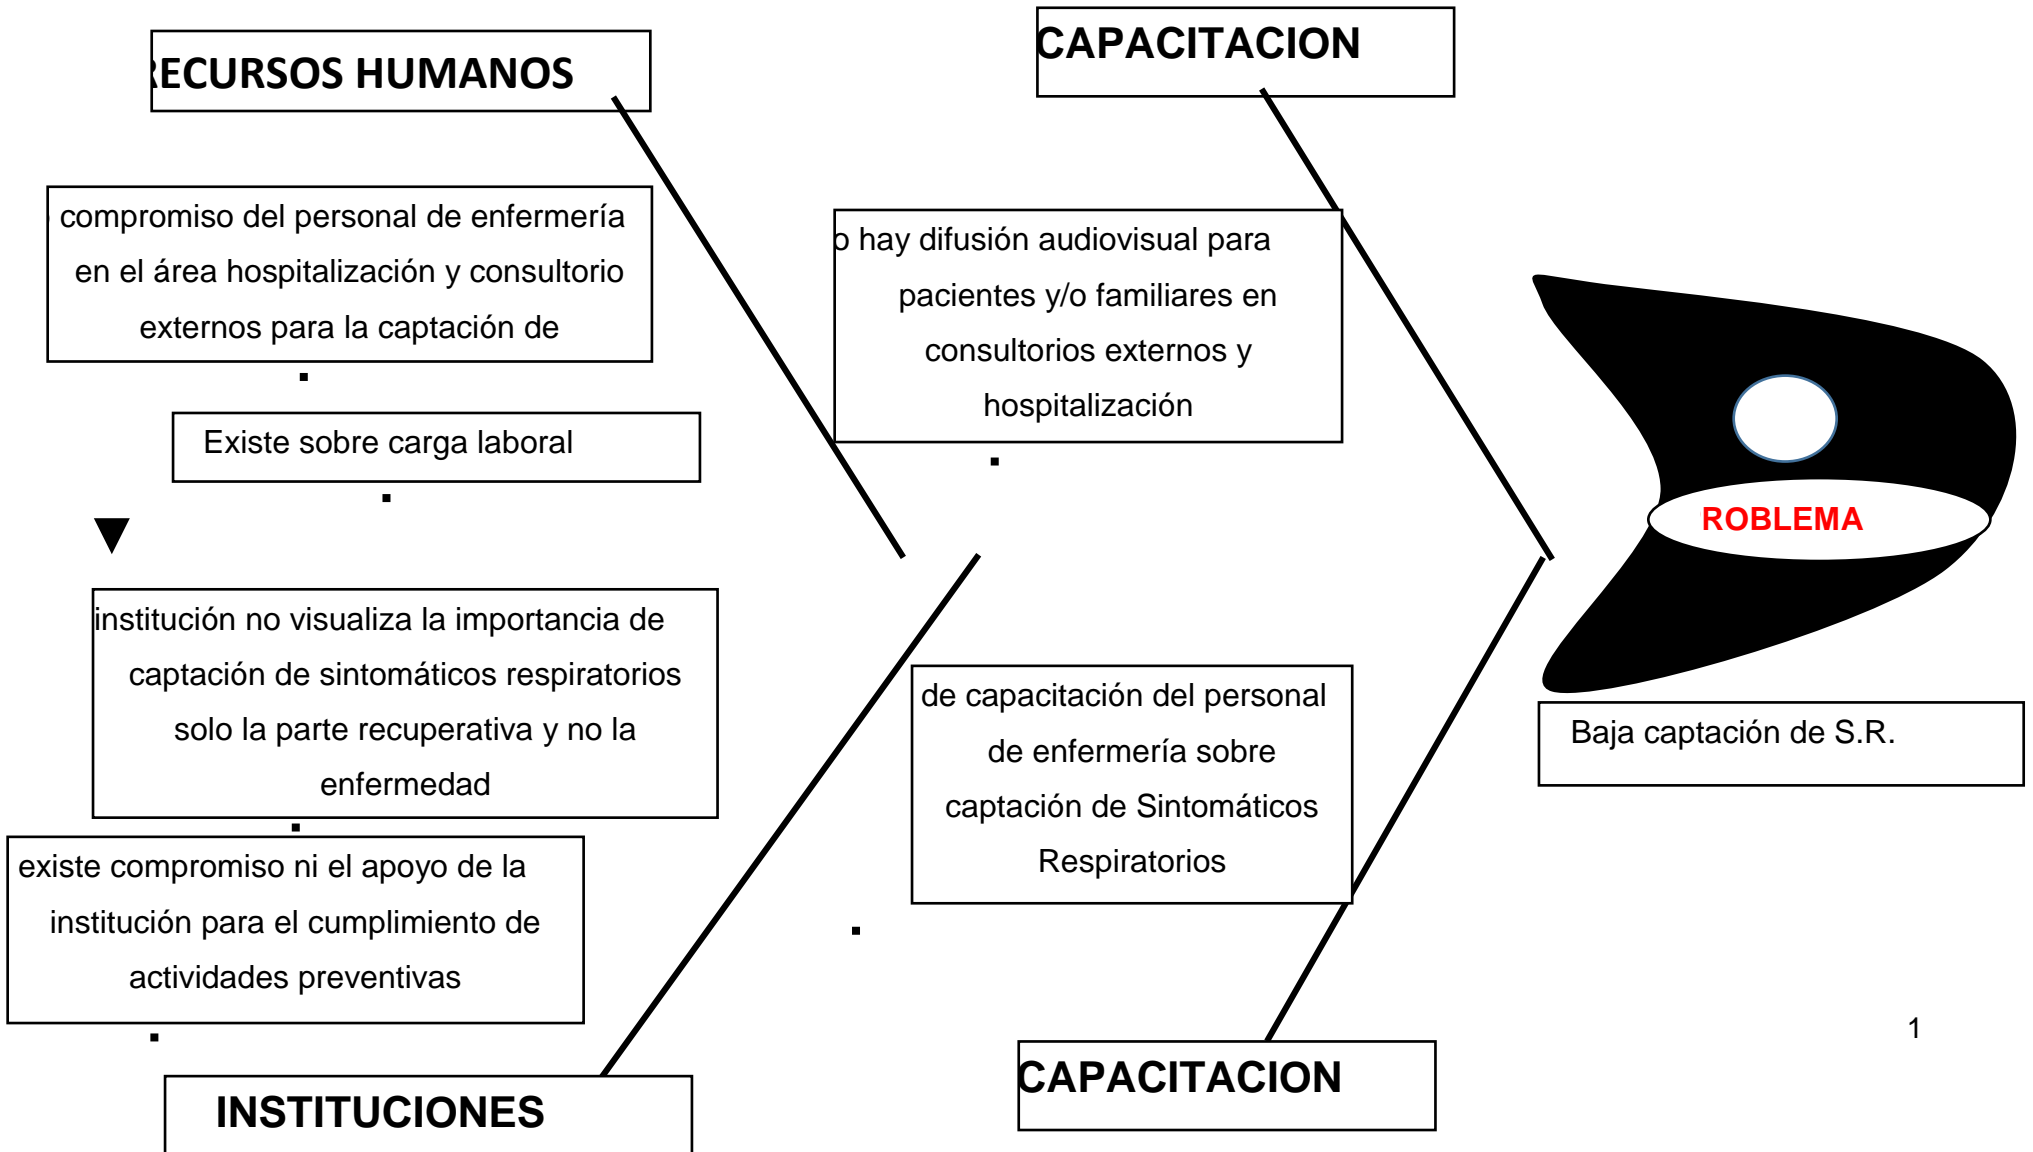 RECURSOS HUMANOS
CAPACITACION
compromiso del personal de enfermería
en el área hospitalización y consultorio
externos para la captación de
Existe sobre carga laboral
o hay difusión audiovisual para
pacientes y/o familiares en
consultorios externos y
hospitalización
ROBLEMA
Baja captación de S.R.
institución no visualiza la importancia de
captación de sintomáticos respiratorios
solo la parte recuperativa y no la
enfermedad
existe compromiso ni el apoyo de la
institución para el cumplimiento de
actividades preventivas
INSTITUCIONES
de capacitación del personal
de enfermería sobre
captación de Sintomáticos
Respiratorios
CAPACITACION
1